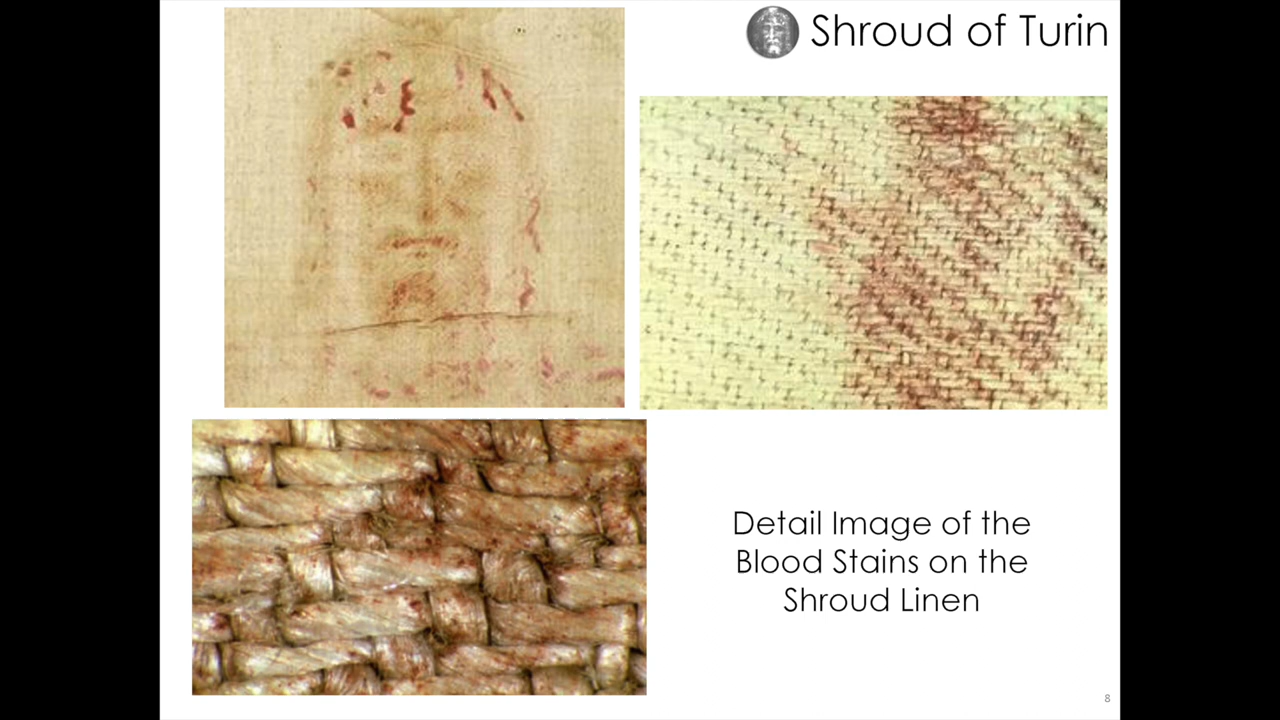 Shroud of Turin
Detail Image of the
Blood Stains on the
Shroud Linen
8